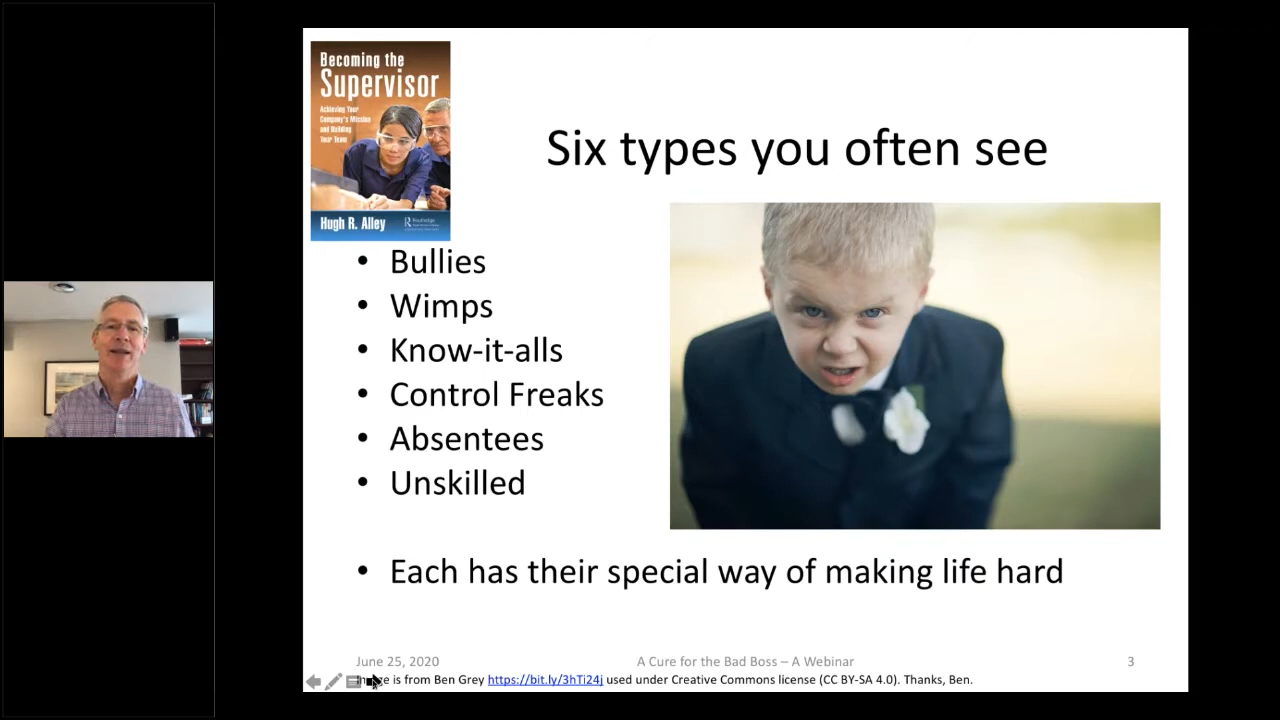 Becoming the
Supervisor
Achieving Your
Company's Mission
and Building
Your Team
Hugh R. Alley
Routledge
Six types you often see
• Bullies
• Wimps
• Know-it-alls
• Control Freaks
• Absentees
• Unskilled
• Each has their special way of making life hard
June 25, 2020
A Cure for the Bad Boss – A Webinar
3
is from Ben Grey https://bit.ly/3hTi24j used under Creative Commons license (CC BY-SA 4.0). Thanks, Ben.